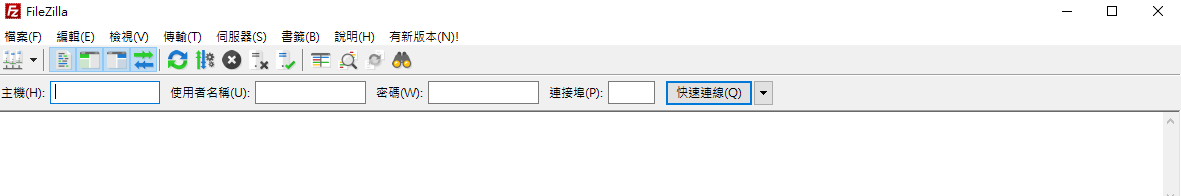 FileZilla
檔案(F) 編輯(E) 檢視(V) 傳輸(T) 伺服器(S) 書籤(B) 說明(H) 有新版本(N)!
主機(H): 使用者名稱(U): 密碼(W): 連接埠(P): 快速連線(Q)